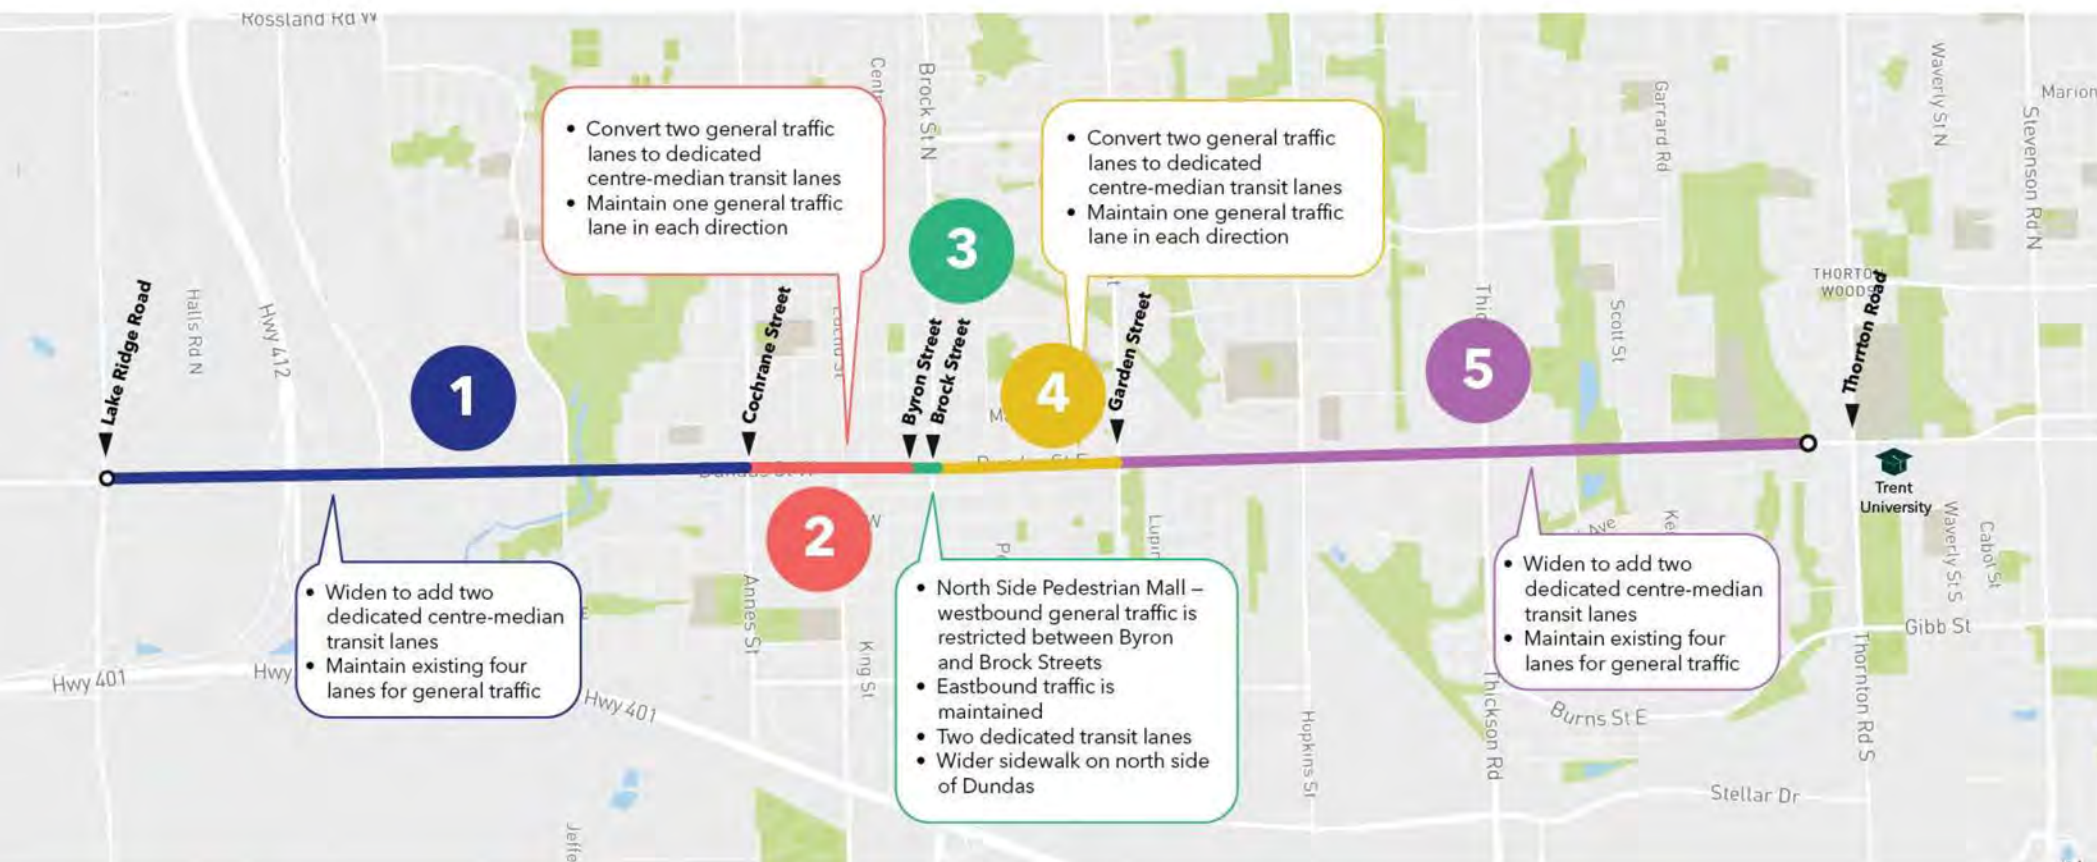 Rossland Rd W
Brock St N
Garrard Rd
Waverly St N
Marion
Stevenson Rd N
• Convert two general traffic
lanes to dedicated
centre-median transit lanes
• Maintain one general traffic
lane in each direction
• Convert two general traffic
lanes to dedicated
centre-median transit lanes
• Maintain one general traffic
lane in each direction
3
THORTO
WOODS
Lake Ridge Road
Halls Rd N
Hwy 412
1
Cochrane Street
Byron Street
Brock Street
4
Garden Street
5
Scott St
Thorrton Road
Dundas St W
Dundas St E
2
Trent
University
• Widen to add two
dedicated centre-median
transit lanes
• Maintain existing four
lanes for general traffic
• North Side Pedestrian Mall –
westbound general traffic is
restricted between Byron
and Brock Streets
• Eastbound traffic is
maintained
• Two dedicated transit lanes
• Wider sidewalk on north side
of Dundas
• Widen to add two
dedicated centre-median
transit lanes
• Maintain existing four
lanes for general traffic
Ave
Waverly St S
Cabot St
Annes St
King St
Hwy 401
Hwy
Hwy 401
Hopkins St
Thickson Rd
Burns St E
Thornton Rd S
Gibb St
Stellar Dr
Jeffe